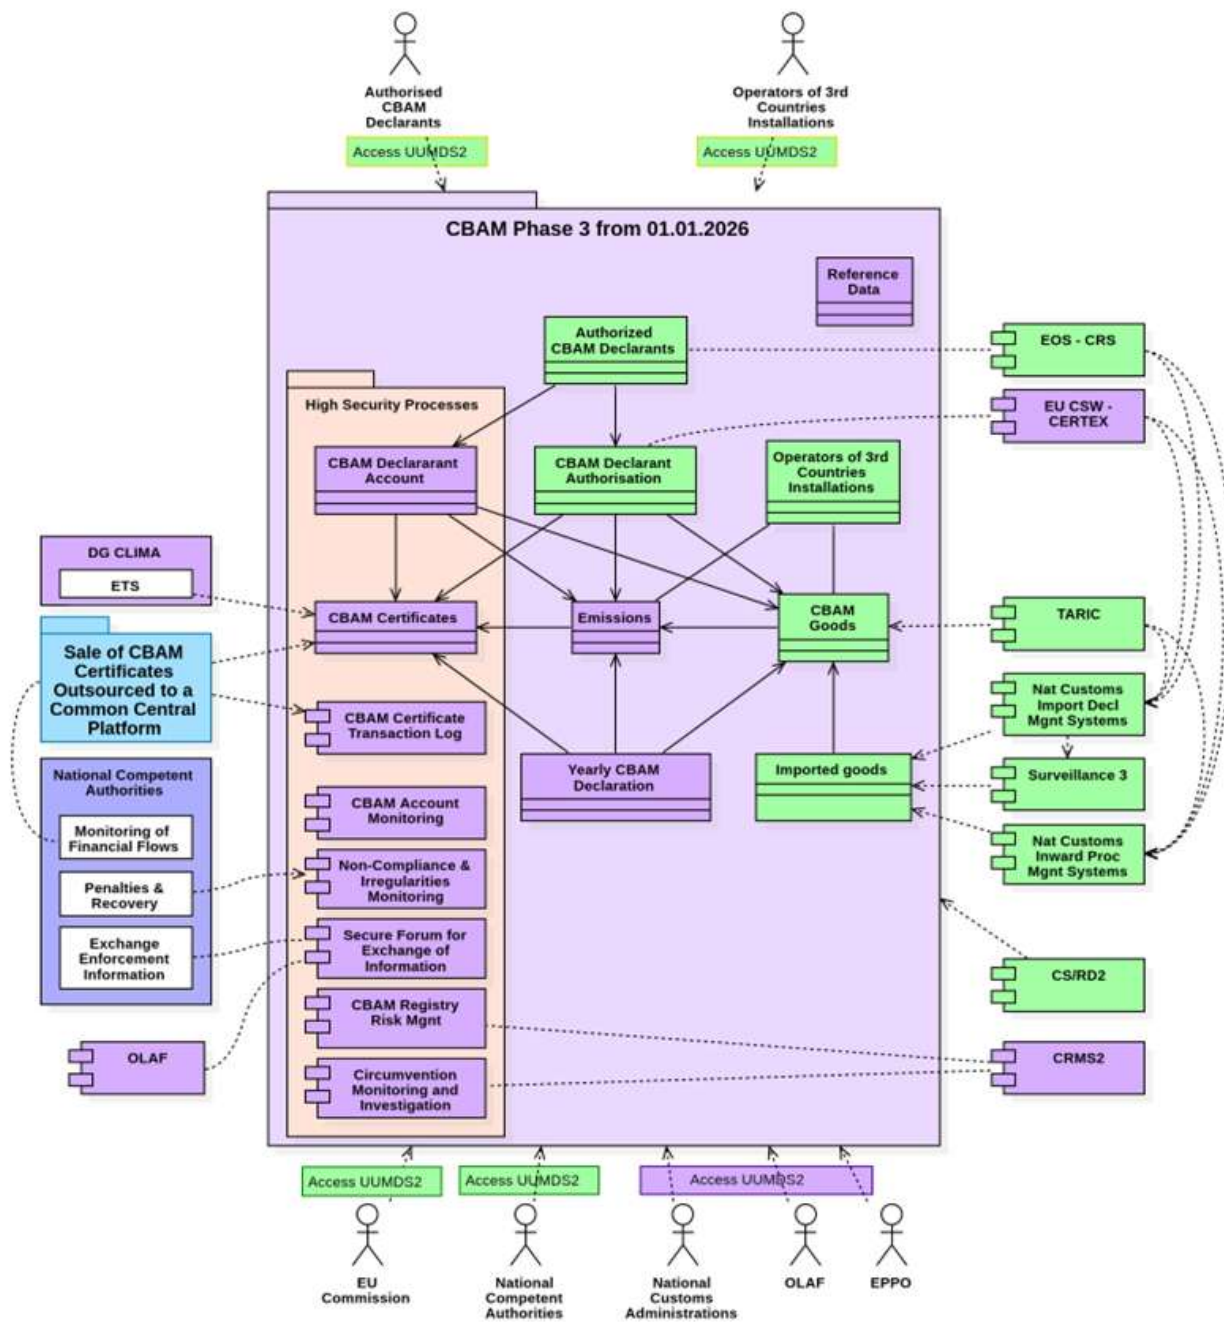 Authorised
CBAM
Declarants
Operators of 3rd
Countries
Installations
Access UUMDS2
Access UUMDS2
CBAM Phase 3 from 01.01.2026
Reference
Data
Authorized
CBAM Declarants
EOS - CRS
High Security Processes
EU CSW -
CERTEX
CBAM Declararant
Account
CBAM Declarant
Authorisation
Operators of 3rd
Countries
Installations
DG CLIMA
ETS
CBAM Certificates
Emissions
CBAM
Goods
TARIC
Sale of CBAM
Certificates
Outsourced to a
Common Central
Platform
CBAM Certificate
Transaction Log
Nat Customs
Import Decl
Mgnt Systems
National Competent
Authorities
Yearly CBAM
Declaration
Imported goods
Surveillance 3
CBAM Account
Monitoring
Monitoring of
Financial Flows
Nat Customs
Inward Proc
Mgnt Systems
Penalties &
Recovery
Non-Compliance &
Irregularities
Monitoring
Exchange
Enforcement
Information
Secure Forum for
Exchange of
Information
CS/RD2
CBAM Registry
Risk Mgnt
OLAF
CRMS2
Circumvention
Monitoring and
Investigation
Access UUMDS2
Access UUMDS2
Access UUMDS2
EU
Commission
National
Competent
Authorities
National
Customs
Administrations
OLAF
EPPO